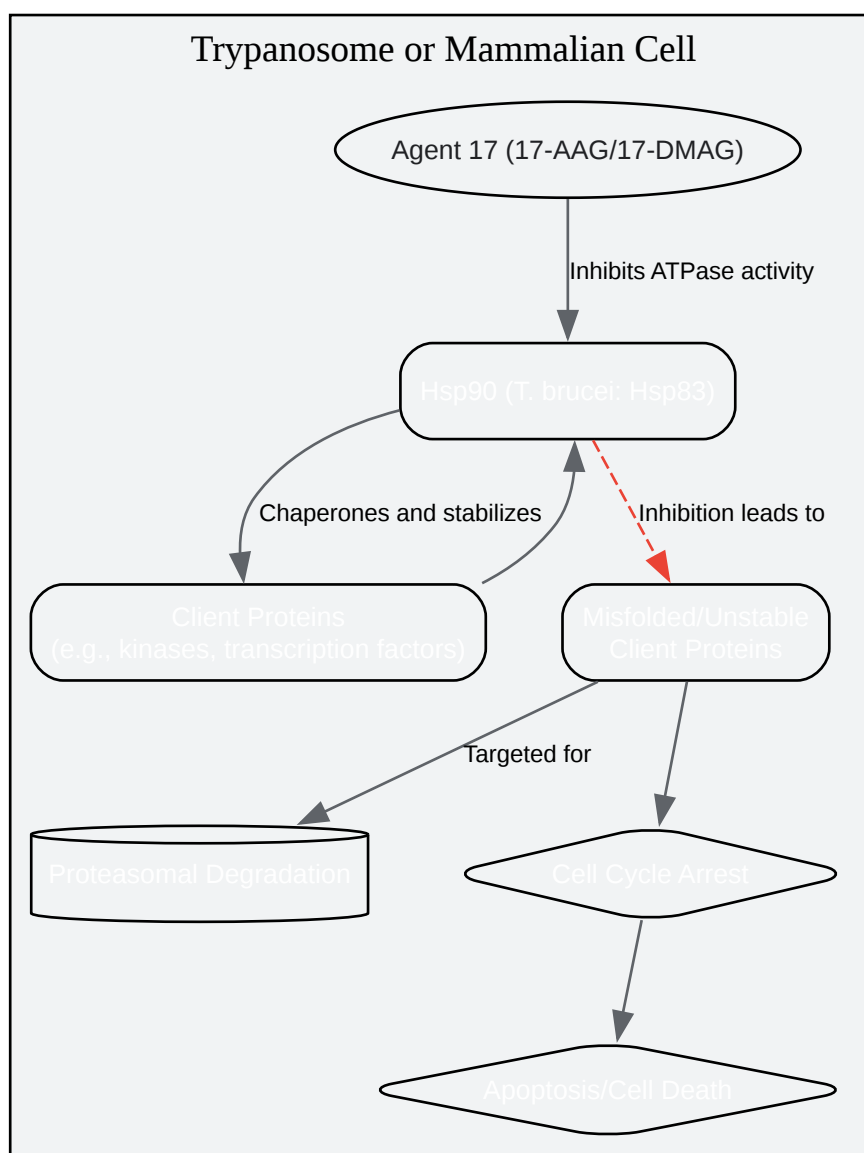 Trypanosome or Mammalian Cell
Agent 17 (17-AAG/17-DMAG)
Inhibits ATPase activity
Hsp90 (T. brucei: Hsp83)
Chaperones and stabilizes
Inhibition leads to
Client Proteins
(e.g., kinases, transcription factors)
Misfolded/Unstable
Client Proteins
Targeted for
Proteasomal Degradation
Cell Cycle Arrest
Apoptosis/Cell Death